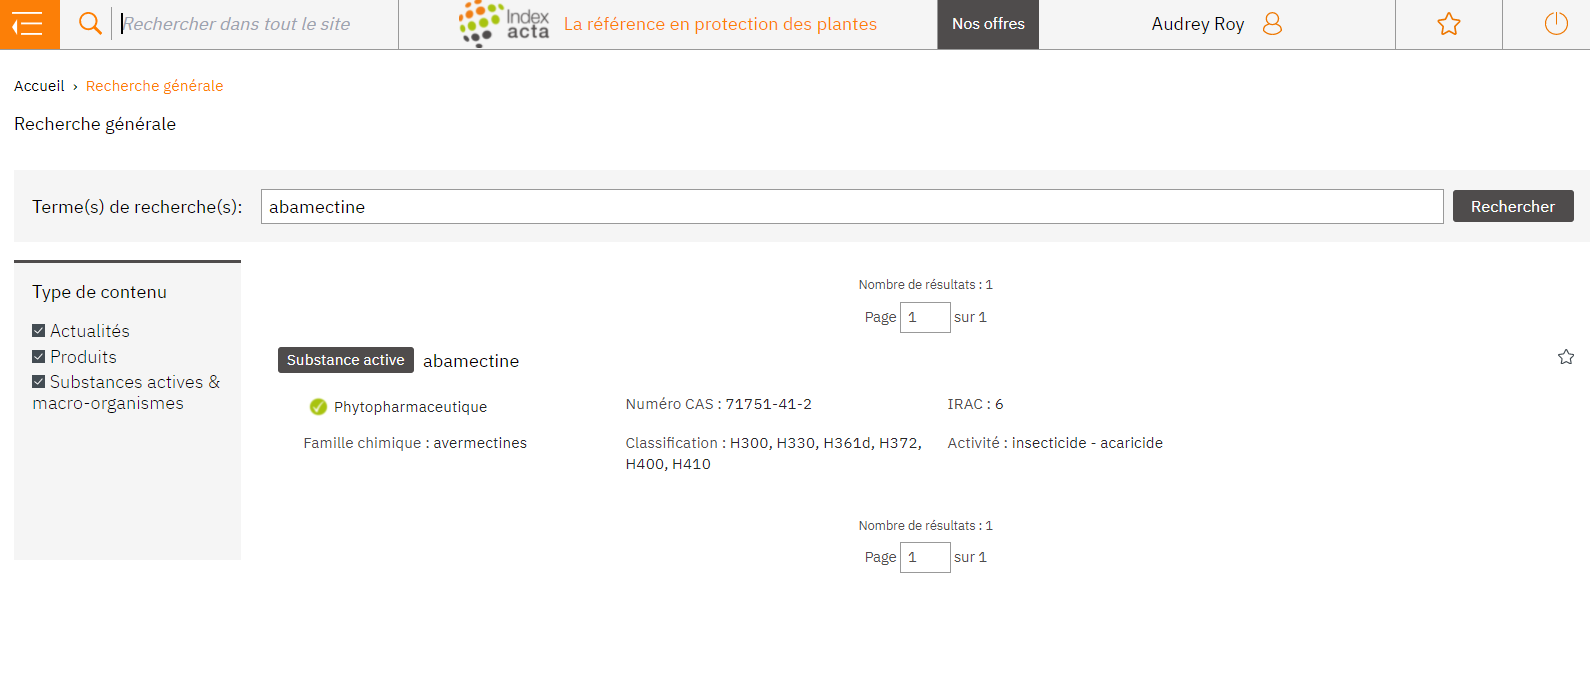 Rechercher dans tout le site
Index
acta
La référence en protection des plantes
Nos offres
Audrey Roy
Accueil › Recherche générale
Recherche générale
Terme(s) de recherche(s): abamectine Rechercher
Type de contenu
Actualités
Produits
Substances actives &
macro-organismes
Nombre de résultats : 1
Page 1 sur 1
Substance active abamectine
Phytopharmaceutique
Numéro CAS : 71751-41-2
IRAC : 6
Famille chimique : avermectines
Classification : H300, H330, H361d, H372,
H400, H410
Activité : insecticide - acaricide
Nombre de résultats : 1
Page 1 sur 1